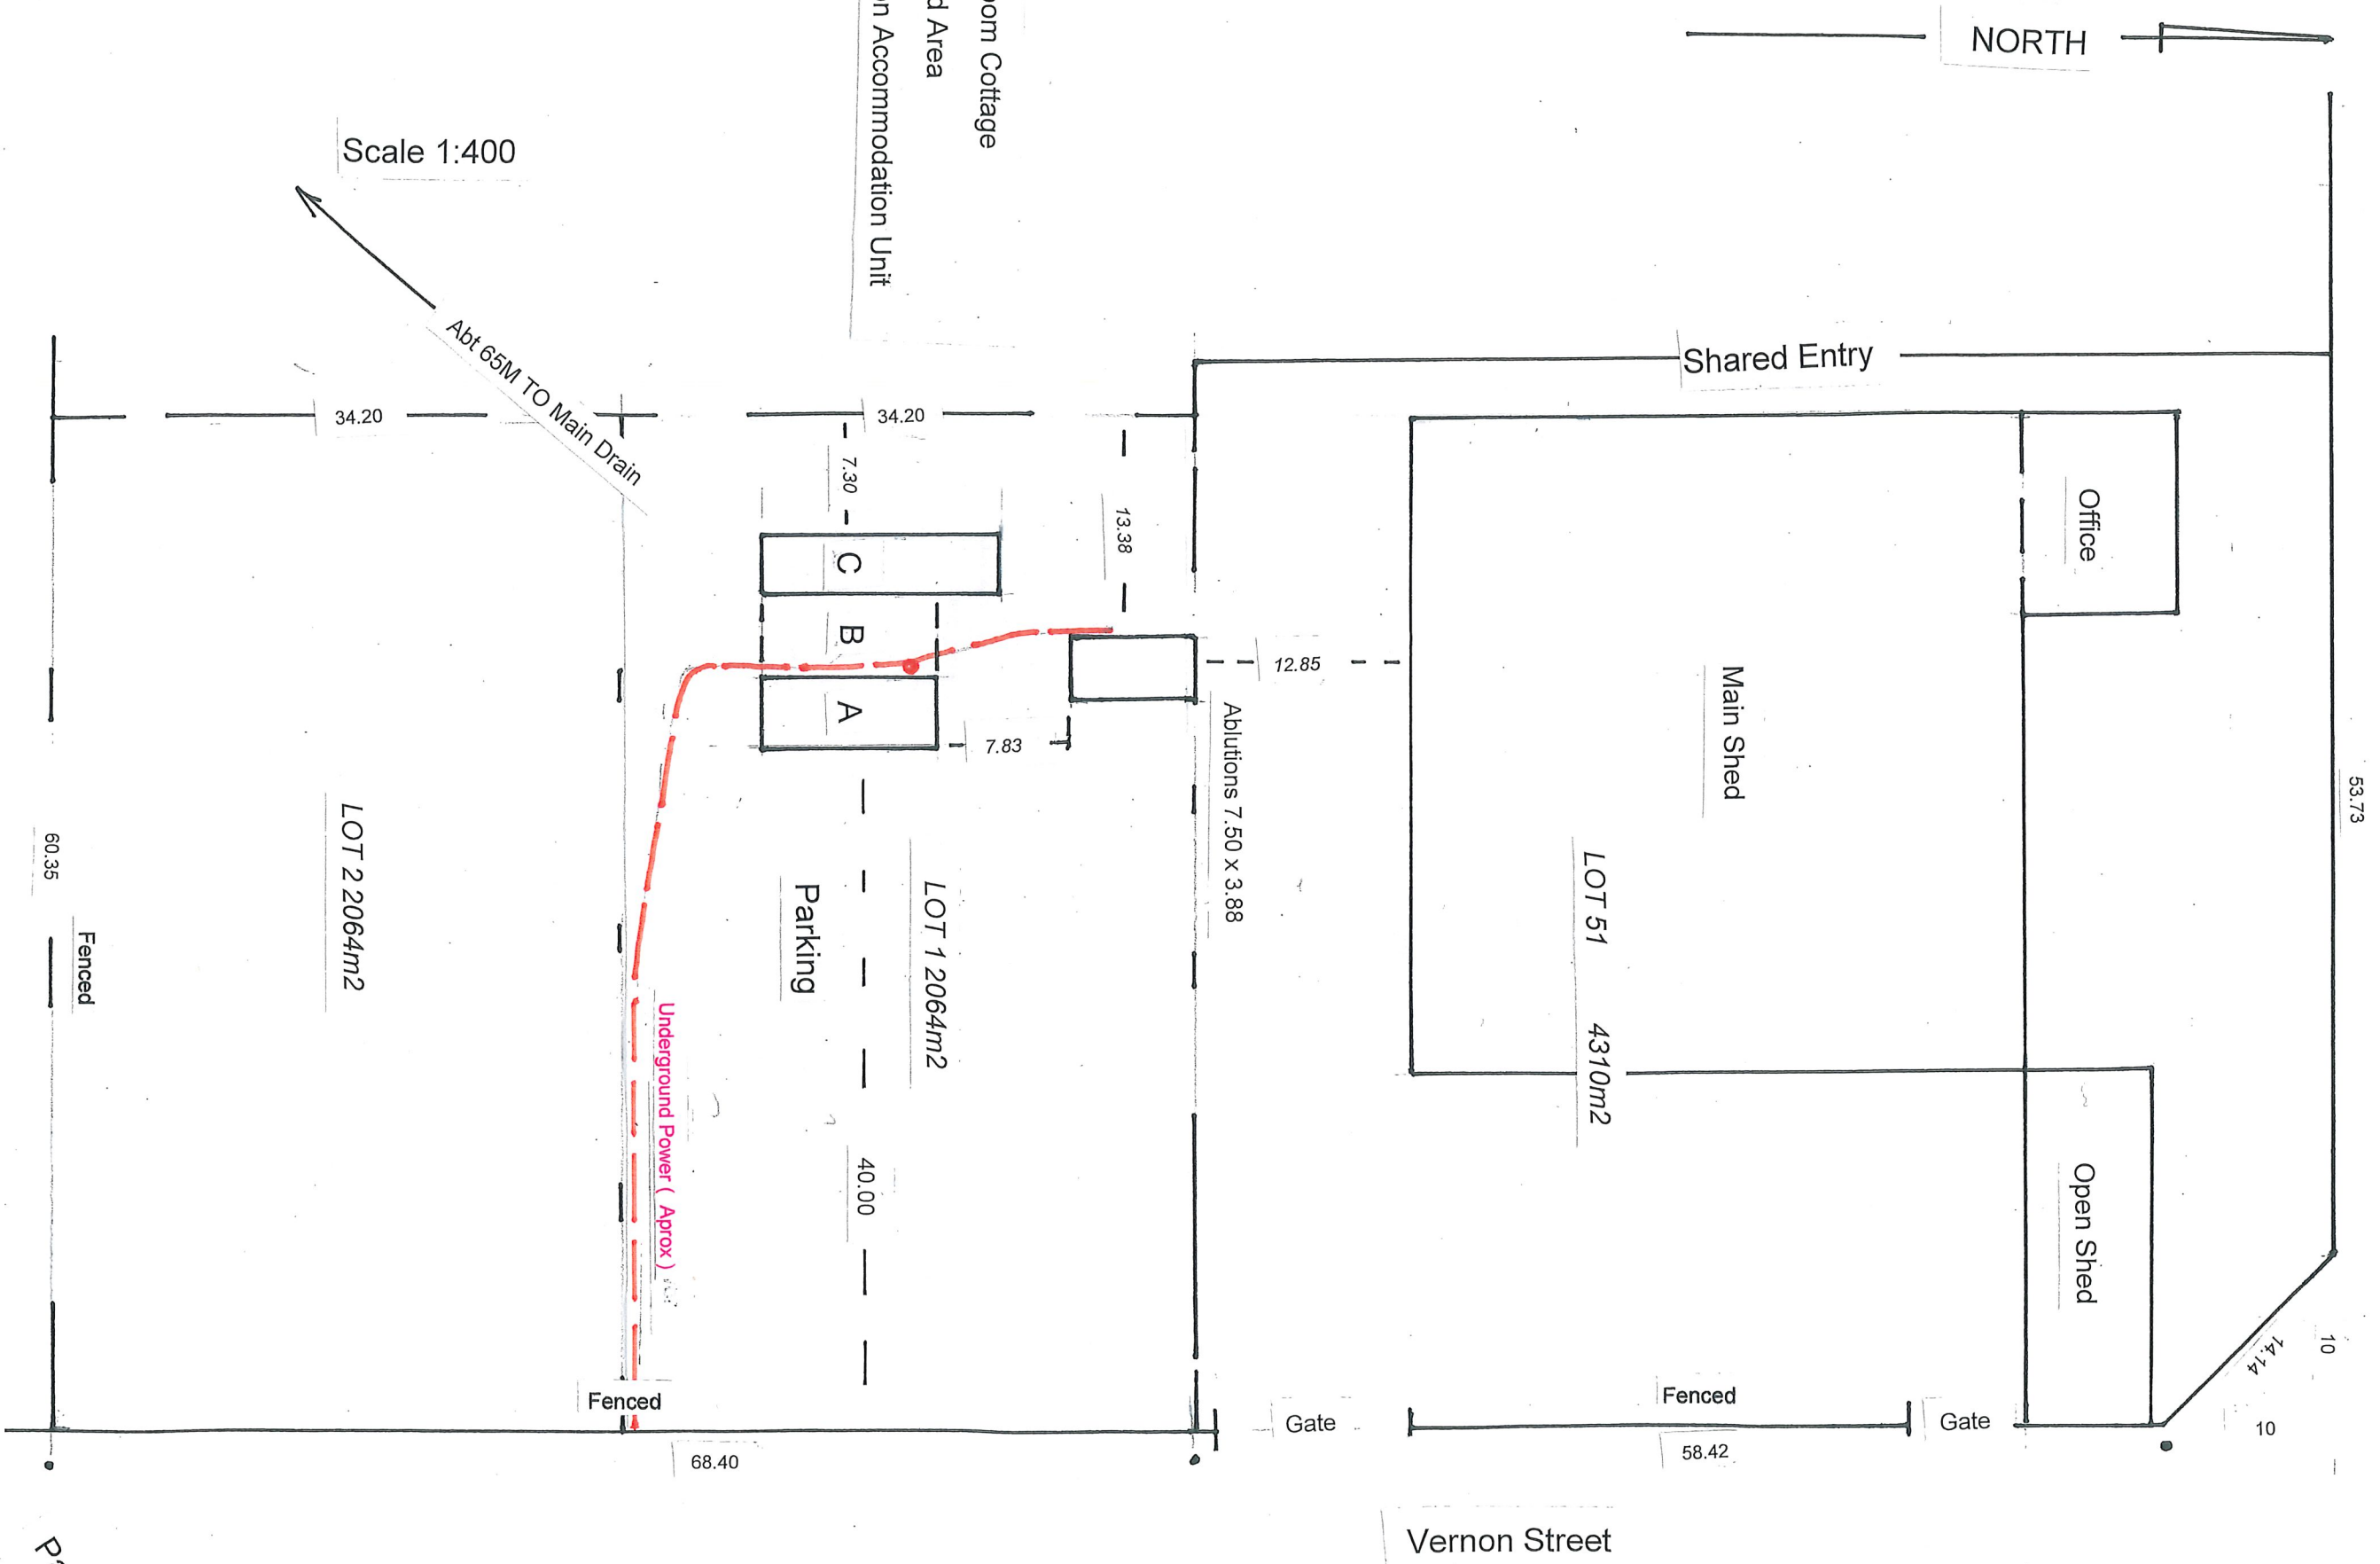 NORTH
oom Cottage
d Area
n Accommodation Unit
Scale 1:400
Abt 65M TO Main Drain
Shared Entry
34.20
34.20
7.30
13.38
Office
C
B
A
12.85
7.83
Main Shed
Ablutions 7.50 x 3.88
53.73
60.35
LOT 2 2064m2
Fenced
Parking
LOT 1 2064m2
LOT 51 4310m2
Underground Power ( Aprox )
40.00
Open Shed
10
14.14
10
Fenced
Gate
Fenced
Gate
68.40
58.42
Vernon Street